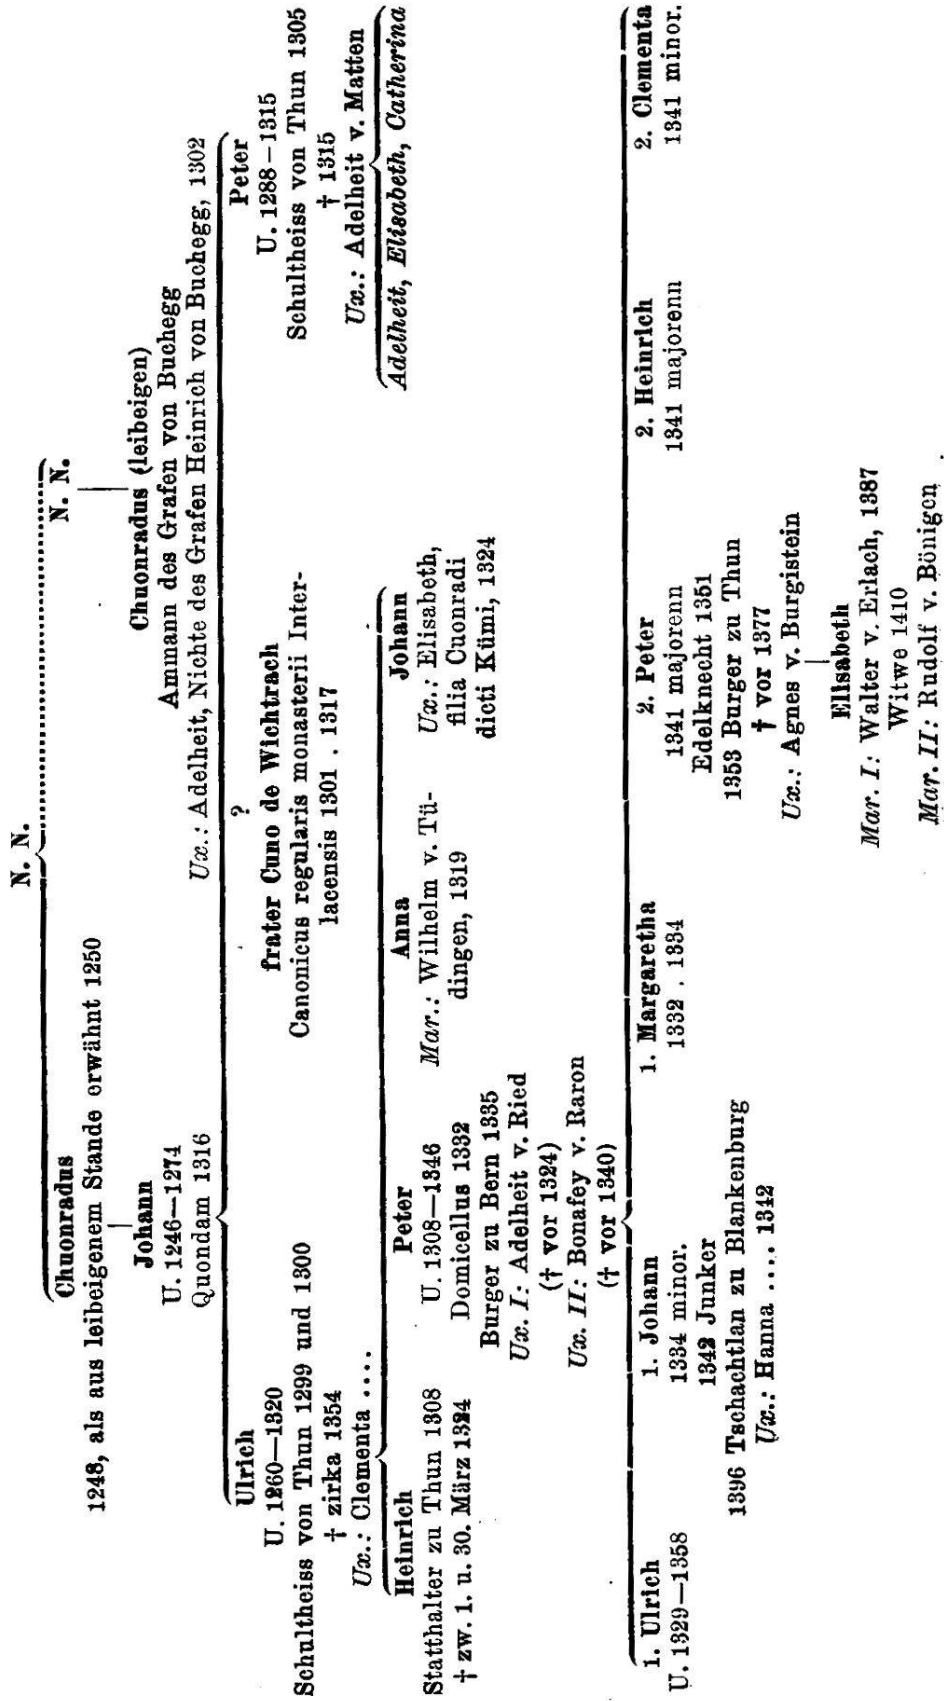 N. N.
Chuonradus
1248, als aus leibeigenem Stande erwähnt 1250
N. N.
Johann
U. 1246—1274
Quondam 1316
Chuonradus (leibeigen)
Ammann des Grafen von Buchegg
Ux.: Adelheit, Nichte des Grafen Heinrich von Buchegg, 1302
Ulrich
U. 1260—1320
Schultheiss von Thun 1299 und 1300
† zirka 1354
Ux.: Clementa ....
?
frater Cuno de Wichtrach
Canonicus regularis monasterii Inter-
lacensis 1301 . 1317
Peter
U. 1288—1315
Schultheiss von Thun 1305
† 1315
Ux.: Adelheit v. Matten
Adelheit, Elisabeth, Catherina
Heinrich
Statthalter zu Thun 1308
† zw. 1. u. 30. März 1324
Peter
U. 1308—1346
Domicellus 1332
Burger zu Bern 1335
Ux. I: Adelheit v. Ried
(† vor 1324)
Ux. II: Bonafey v. Raron
(† vor 1340)
Anna
Mar.: Wilhelm v. Tü-
dingen, 1319
Johann
Ux.: Elisabeth,
filia Cuonradi
dicti Kümi, 1324
1. Ulrich
U. 1329—1358
1. Johann
1334 minor.
1342 Junker
1396 Tschachtlan zu Blankenburg
Ux.: Hanna .... 1342
1. Margaretha
1332 . 1334
2. Peter
1341 majorenn
Edelknecht 1351
1353 Burger zu Thun
† vor 1377
Ux.: Agnes v. Burgistein
Elisabeth
Mar. I: Walter v. Erlach, 1387
Witwe 1410
Mar. II: Rudolf v. Bönigen
2. Heinrich
1341 majorenn
2. Clementa
1341 minor.